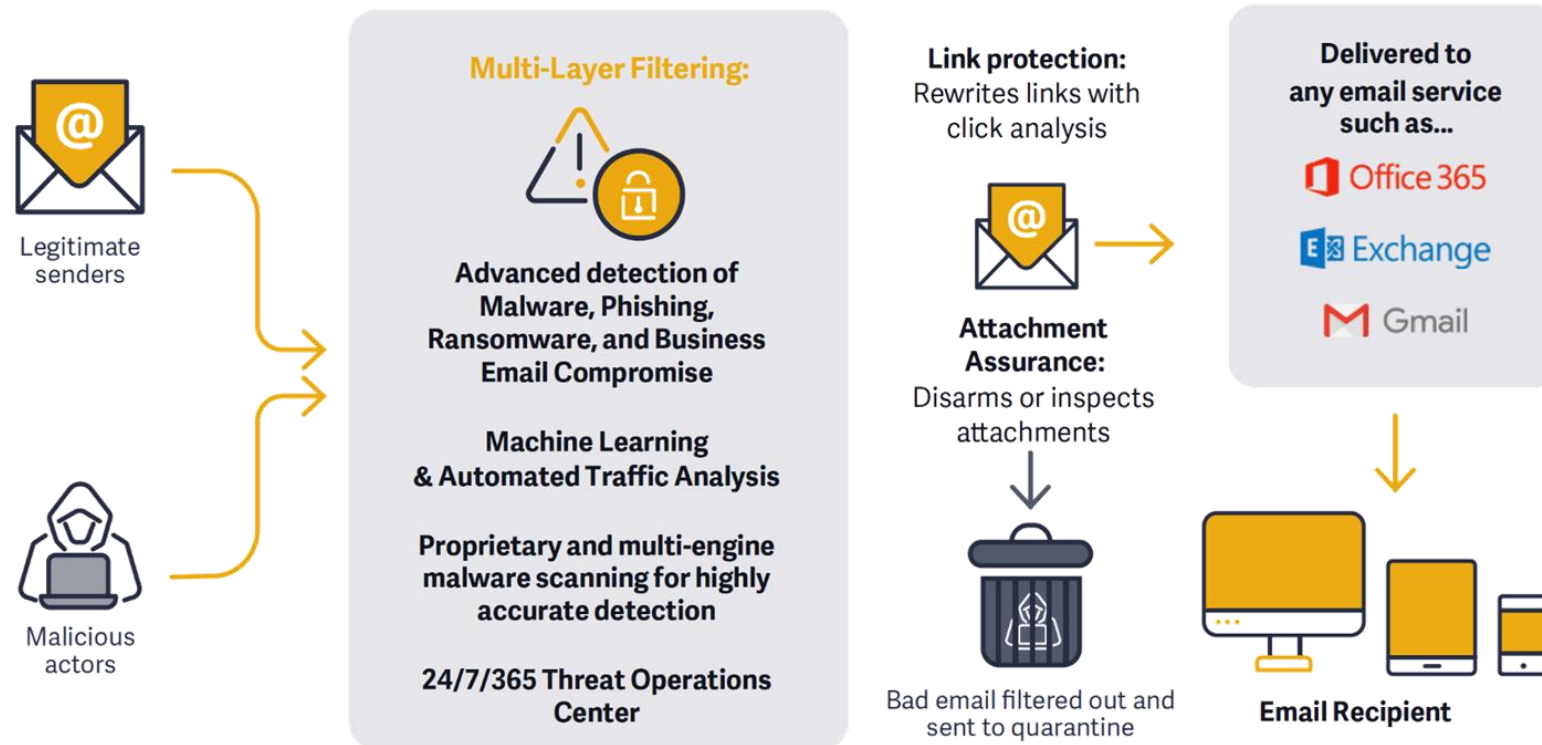 Legitimate
senders
Malicious
actors
Multi-Layer Filtering:
Advanced detection of
Malware, Phishing,
Ransomware, and Business
Email Compromise
Machine Learning
& Automated Traffic Analysis
Proprietary and multi-engine
malware scanning for highly
accurate detection
24/7/365 Threat Operations
Center
Link protection:
Rewrites links with
click analysis
@
Attachment
Assurance:
Disarms or inspects
attachments
Bad email filtered out and
sent to quarantine
Delivered to
any email service
such as...
Office 365
Exchange
Gmail
Email Recipient